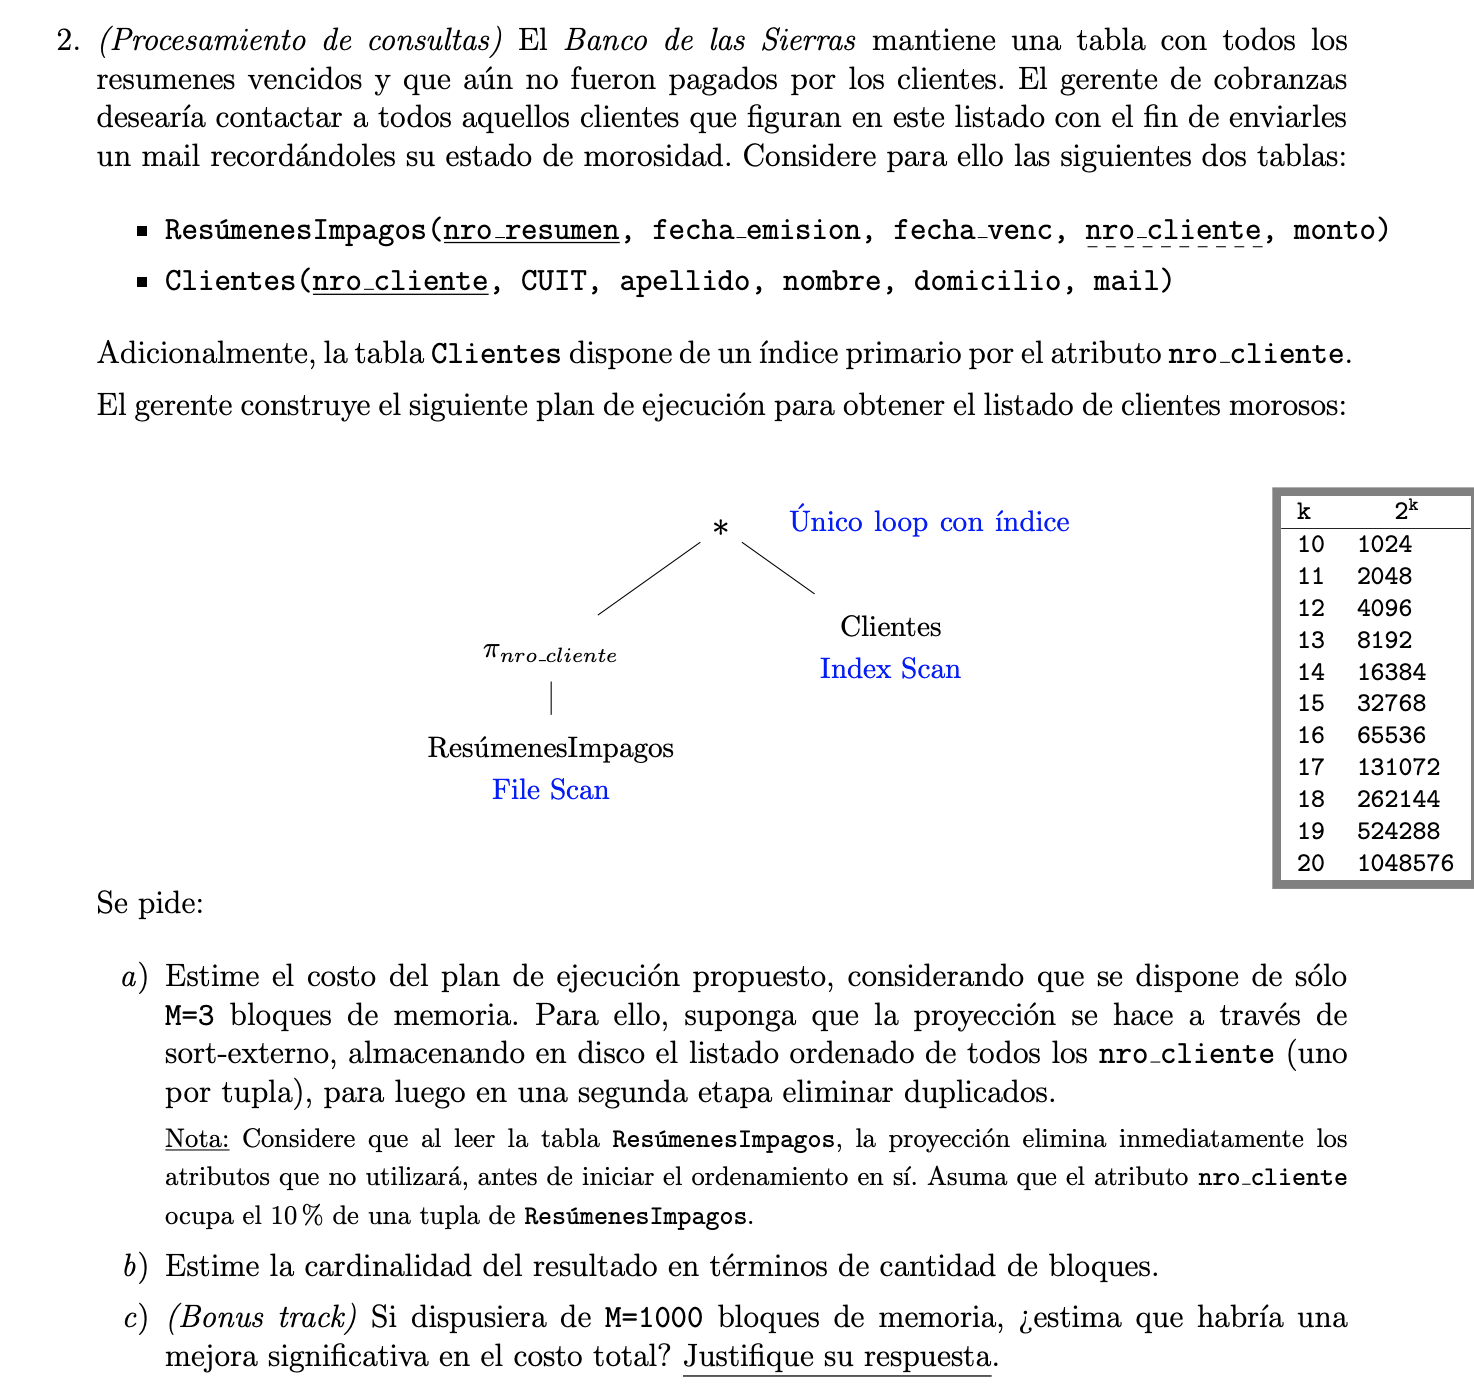 2. (Procesamiento de consultas) El Banco de las Sierras mantiene una tabla con todos los
resumenes vencidos y que aún no fueron pagados por los clientes. El gerente de cobranzas
desearía contactar a todos aquellos clientes que figuran en este listado con el fin de enviarles
un mail recordándoles su estado de morosidad. Considere para ello las siguientes dos tablas:
▪ ResúmenesImpagos(nro_resumen, fecha_emision, fecha_venc, nro_cliente, monto)
▪ Clientes(nro_cliente, CUIT, apellido, nombre, domicilio, mail)
Adicionalmente, la tabla Clientes dispone de un índice primario por el atributo nro_cliente.
El gerente construye el siguiente plan de ejecución para obtener el listado de clientes morosos:
* Único loop con índice
π nro_cliente
Clientes
Index Scan
ResúmenesImpagos
File Scan
k 2^k
10 1024
11 2048
12 4096
13 8192
14 16384
15 32768
16 65536
17 131072
18 262144
19 524288
20 1048576
Se pide:
a) Estime el costo del plan de ejecución propuesto, considerando que se dispone de sólo
M=3 bloques de memoria. Para ello, suponga que la proyección se hace a través de
sort-externo, almacenando en disco el listado ordenado de todos los nro_cliente (uno
por tupla), para luego en una segunda etapa eliminar duplicados.
Nota: Considere que al leer la tabla ResúmenesImpagos, la proyección elimina inmediatamente los
atributos que no utilizará, antes de iniciar el ordenamiento en sí. Asuma que el atributo nro_cliente
ocupa el 10 % de una tupla de ResúmenesImpagos.
b) Estime la cardinalidad del resultado en términos de cantidad de bloques.
c) (Bonus track) Si dispusiera de M=1000 bloques de memoria, ¿estima que habría una
mejora significativa en el costo total? Justifique su respuesta.